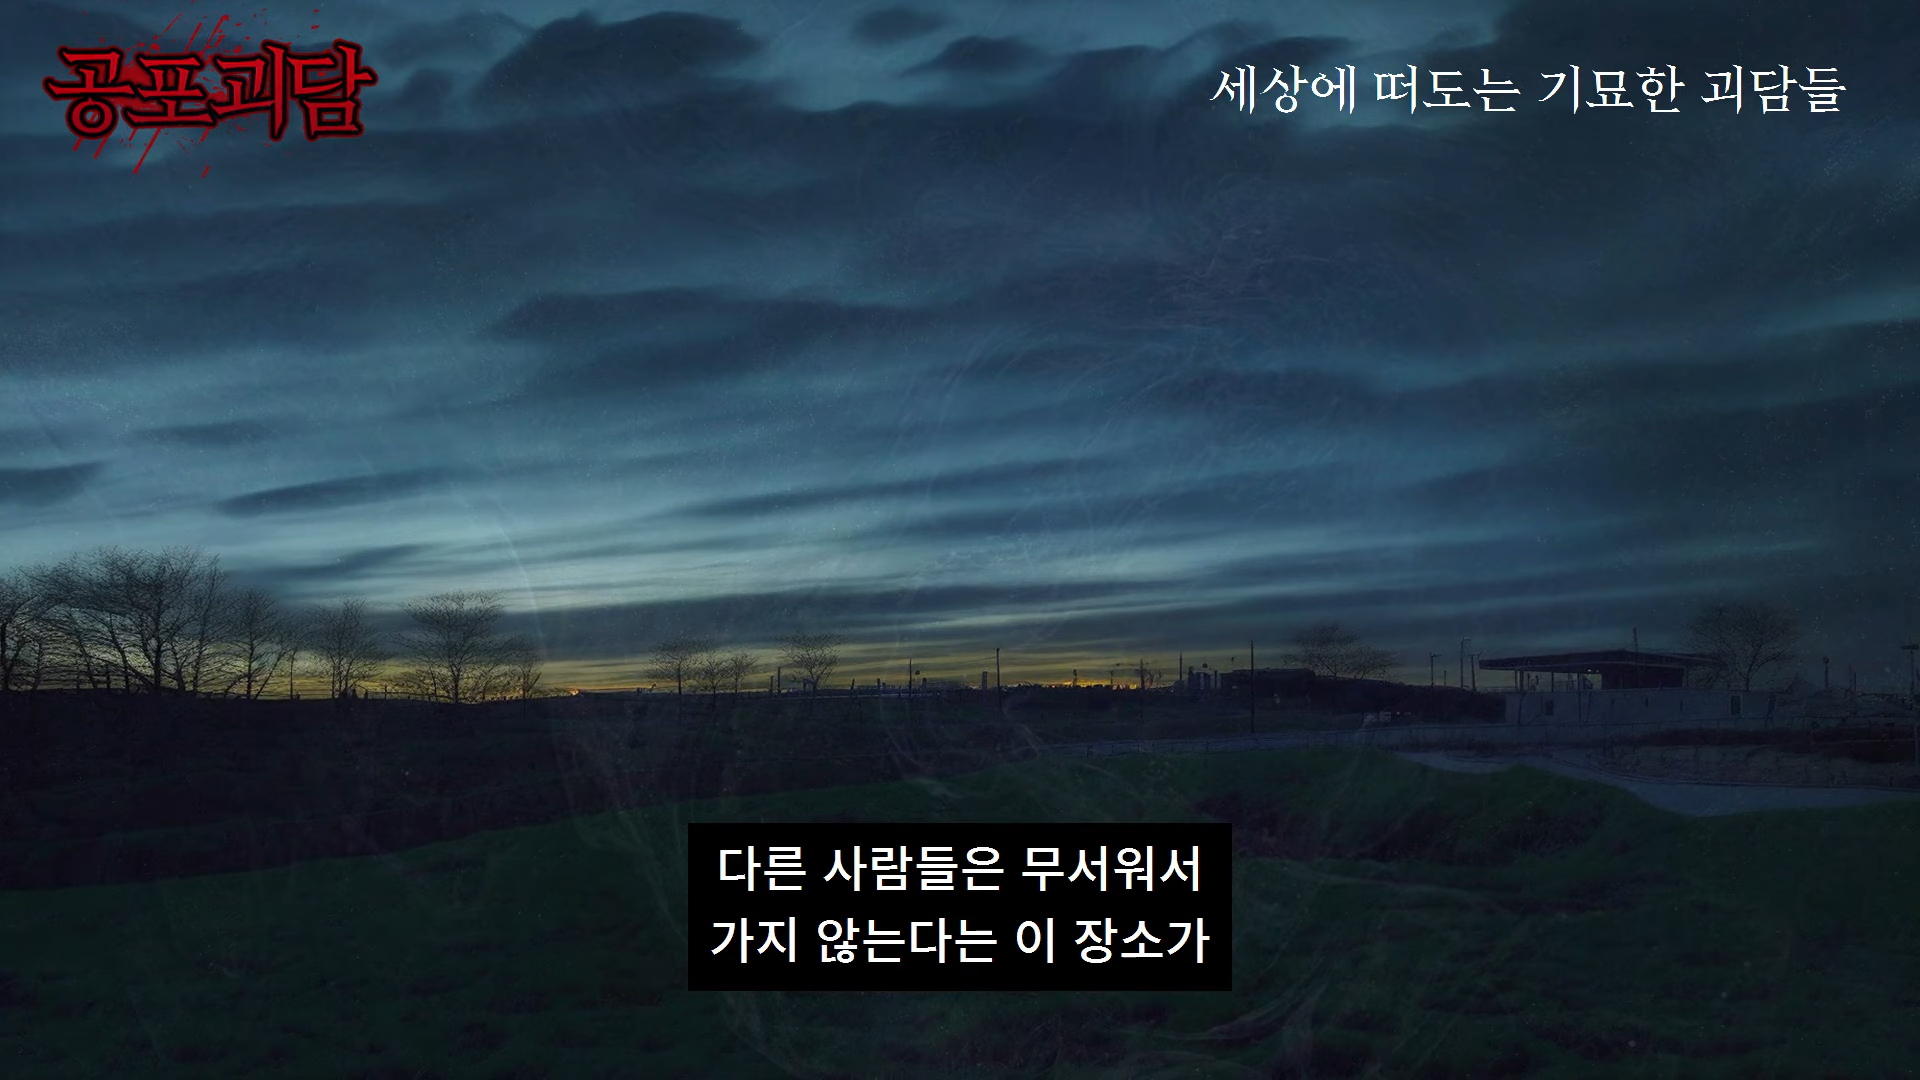 공포괴담
세상에 떠도는 기묘한 괴담들
다른 사람들은 무서워서
가지 않는다는 이 장소가